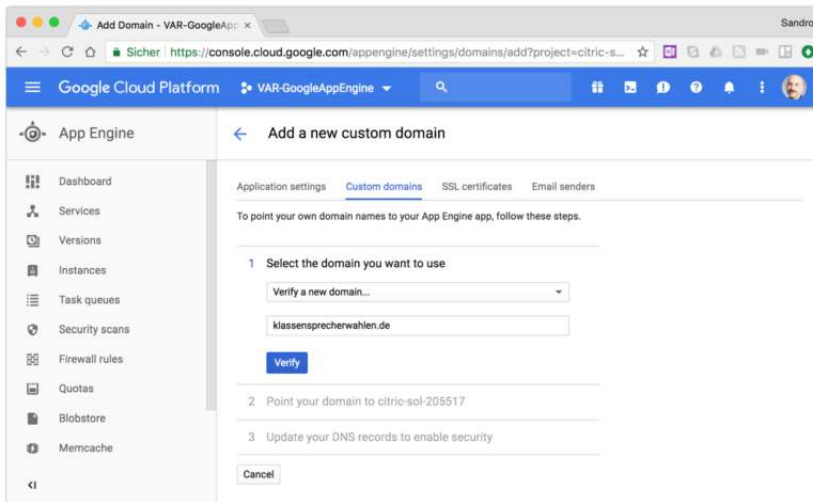 Add Domain - VAR-GoogleApp
Sandro
Sicher https://console.cloud.google.com/appengine/settings/domains/add?project=citric-s...
Google Cloud Platform VAR-GoogleAppEngine
App Engine
Add a new custom domain
Application settings Custom domains SSL certificates Email senders
To point your own domain names to your App Engine app, follow these steps.
Dashboard
Services
Versions
Instances
Task queues
Security scans
Firewall rules
Quotas
Blobstore
Memcache
1 Select the domain you want to use
Verify a new domain...
klassensprecherwahlen.de
Verify
2 Point your domain to citric-sol-205517
3 Update your DNS records to enable security
Cancel